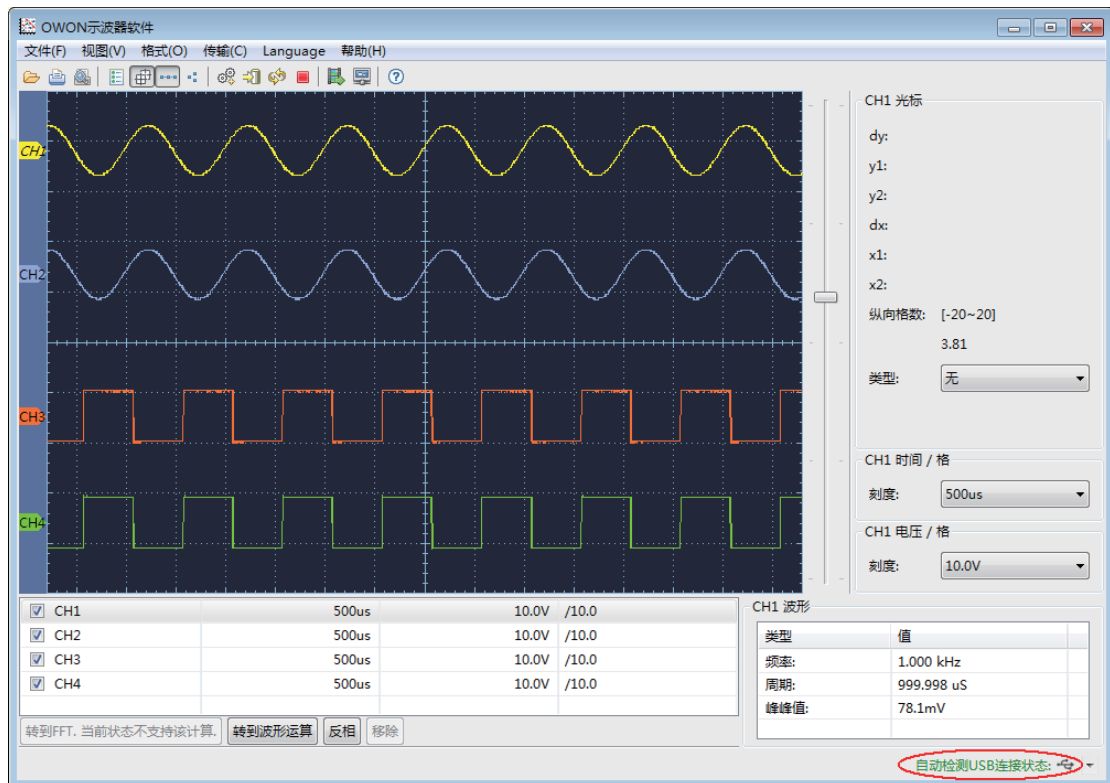 OWON示波器软件
文件(F) 视图(V) 格式(O) 传输(C) Language 帮助(H)
CH1
CH2
CH3
CH4
CH1 光标
dy:
y1:
y2:
dx:
x1:
x2:
纵向格数: [-20~20]
3.81
类型: 无
CH1 时间 / 格
刻度: 500us
CH1 电压 / 格
刻度: 10.0V
CH1 500us 10.0V /10.0
CH2 500us 10.0V /10.0
CH3 500us 10.0V /10.0
CH4 500us 10.0V /10.0
转到FFT. 当前状态不支持该计算. 转到波形运算 反相 移除
CH1 波形
类型 值
频率: 1.000 kHz
周期: 999.998 uS
峰峰值: 78.1mV
自动检测USB连接状态: